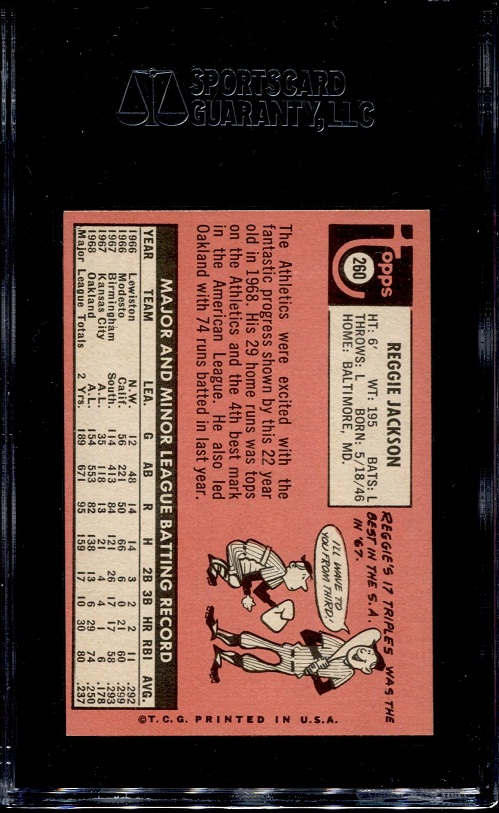 SPORTSCARD
GUARANTY, LLC
Topps
260
REGGIE JACKSON
HT: 6' WT: 195 BATS: L
THROWS: L BORN: 5/18/46
HOME: BALTIMORE, MD.
The Athletics were excited with the
fantastic progress shown by this 22 year
old in 1968. His 29 home runs was tops
on the Athletics and the 4th best mark
in the American League. He also led
Oakland with 74 runs batted in last year.
REGGIE'S 17 TRIPLES WAS THE
BEST IN THE S.A.
IN '67.
I'LL WAVE TO
YOU FROM THIRD!
MAJOR AND MINOR LEAGUE BATTING RECORD
YEAR TEAM LEA. G AB R H 2B 3B HR RBI AVG.
1966 Lewiston N.W. 12 48 14 14 3 2 2 11 .292
1966 Modesto Calif. 56 221 50 66 6 0 21 60 .299
1967 Birmingham South. 114 413 84 121 26 17 17 58 .293
1967 Kansas City A.L. 35 118 13 21 4 4 1 6 .178
1968 Oakland A.L. 154 553 82 138 13 6 29 74 .250
Major League Totals 2 Yrs. 189 671 95 159 17 10 30 80 .237
©T.C.G. PRINTED IN U.S.A.